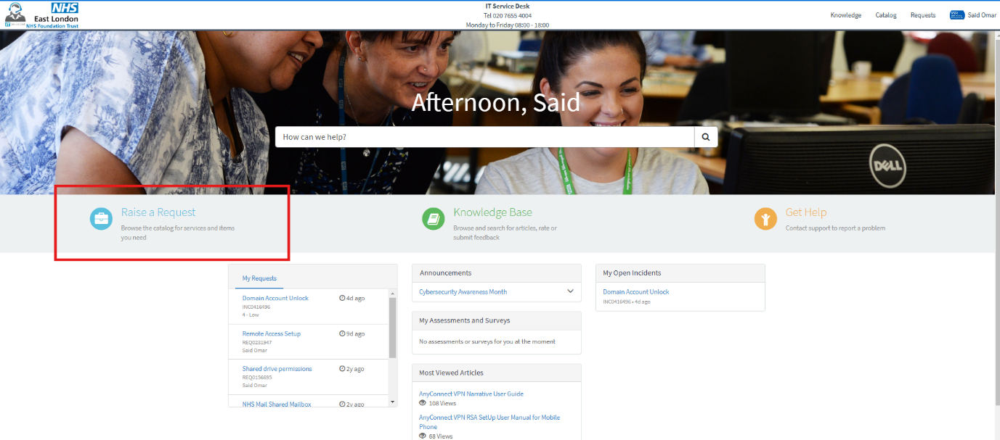 NHS
East London
NHS Foundation Trust
IT Service Desk
Tel 020 7655 4004
Monday to Friday 08:00 - 18:00
Knowledge
Catalog
Requests
Said Omar
Afternoon, Said
How can we help?
DELL
Raise a Request
Browse the catalog for services and items
you need
Knowledge Base
Browse and search for articles, rate or
submit feedback
Get Help
Contact support to report a problem
My Requests
Domain Account Unlock
4d ago
INC0416496
4 - Low
Remote Access Setup
9d ago
REQ0231947
Said Omar
Shared drive permissions
2y ago
REQ0156695
Said Omar
NHS Mail Shared Mailbox
2y ago
Announcements
Cybersecurity Awareness Month
My Assessments and Surveys
No assessments or surveys for you at the moment
Most Viewed Articles
AnyConnect VPN Narrative User Guide
108 Views
AnyConnect VPN RSA SetUp User Manual for Mobile
Phone
68 Views
My Open Incidents
Domain Account Unlock
INC0416496 • 4d ago